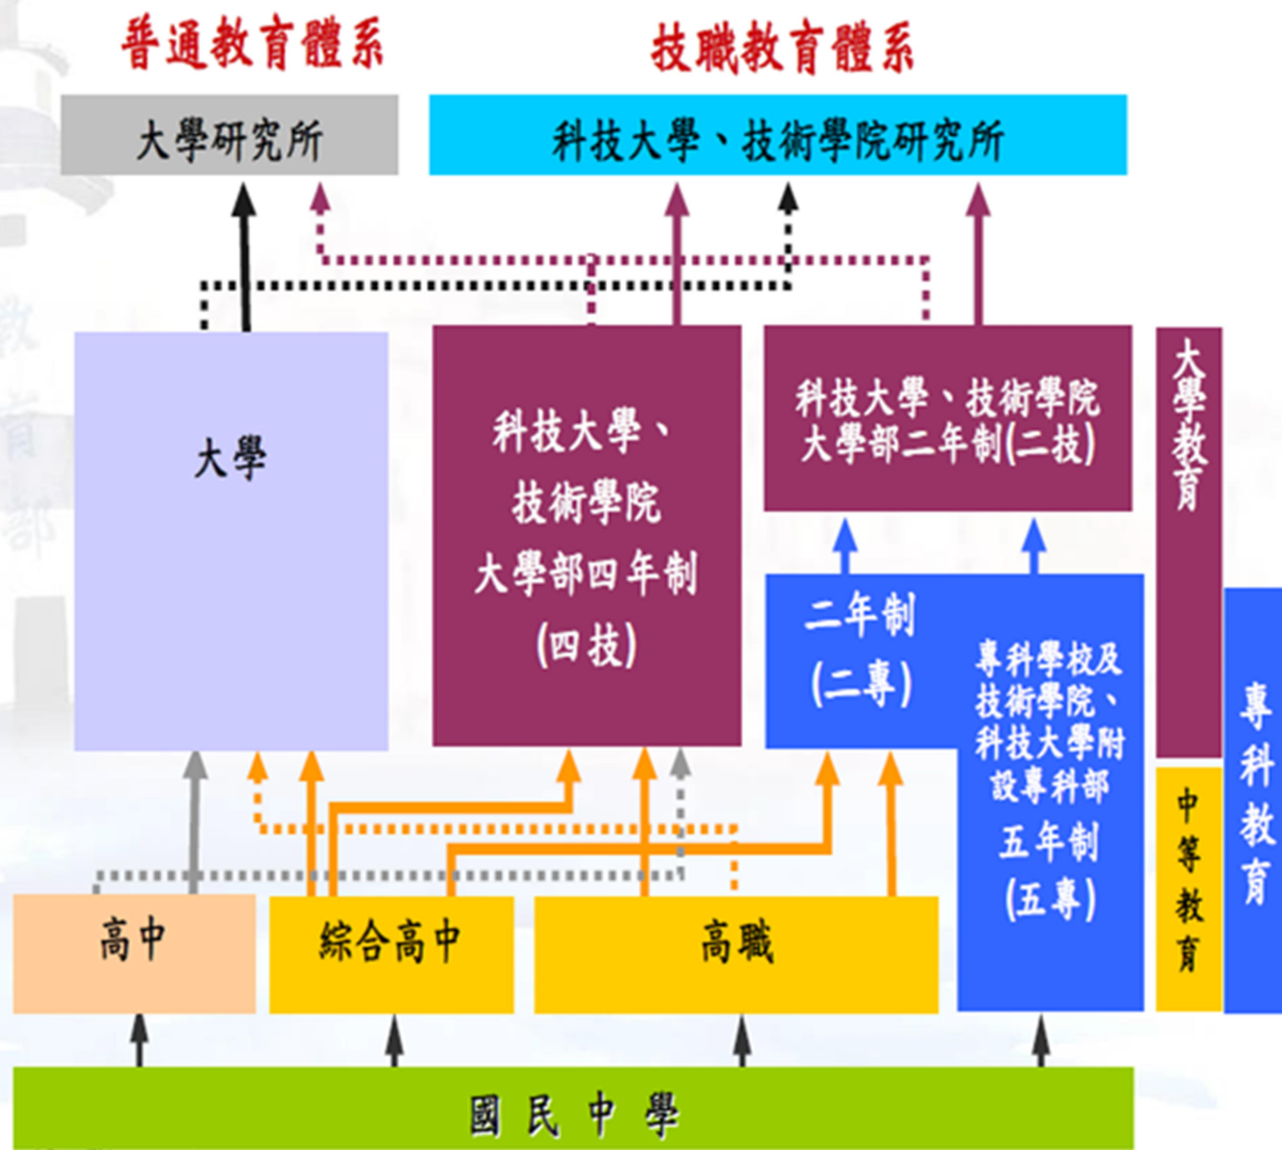 普通教育體系
技職教育體系
大學研究所
科技大學、技術學院研究所
大學
科技大學、
技術學院
大學部四年制
(四技)
科技大學、技術學院
大學部二年制(二技)
大學教育
二年制
(二專)
專科學校及
技術學院、
科技大學附
設專科部
五年制
(五專)
專科教育
中等教育
高中
綜合高中
高職
國民中學
教育部